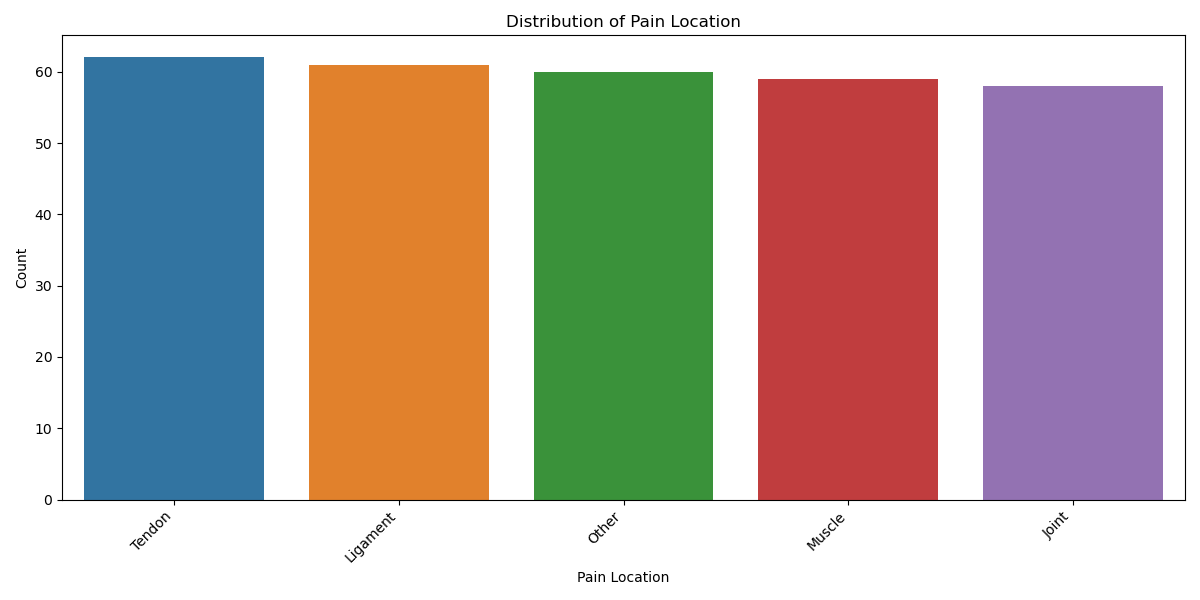 Distribution of Pain Location
Count
60
50
40
30
20
10
0
Tendon
Ligament
Other
Muscle
Joint
Pain Location